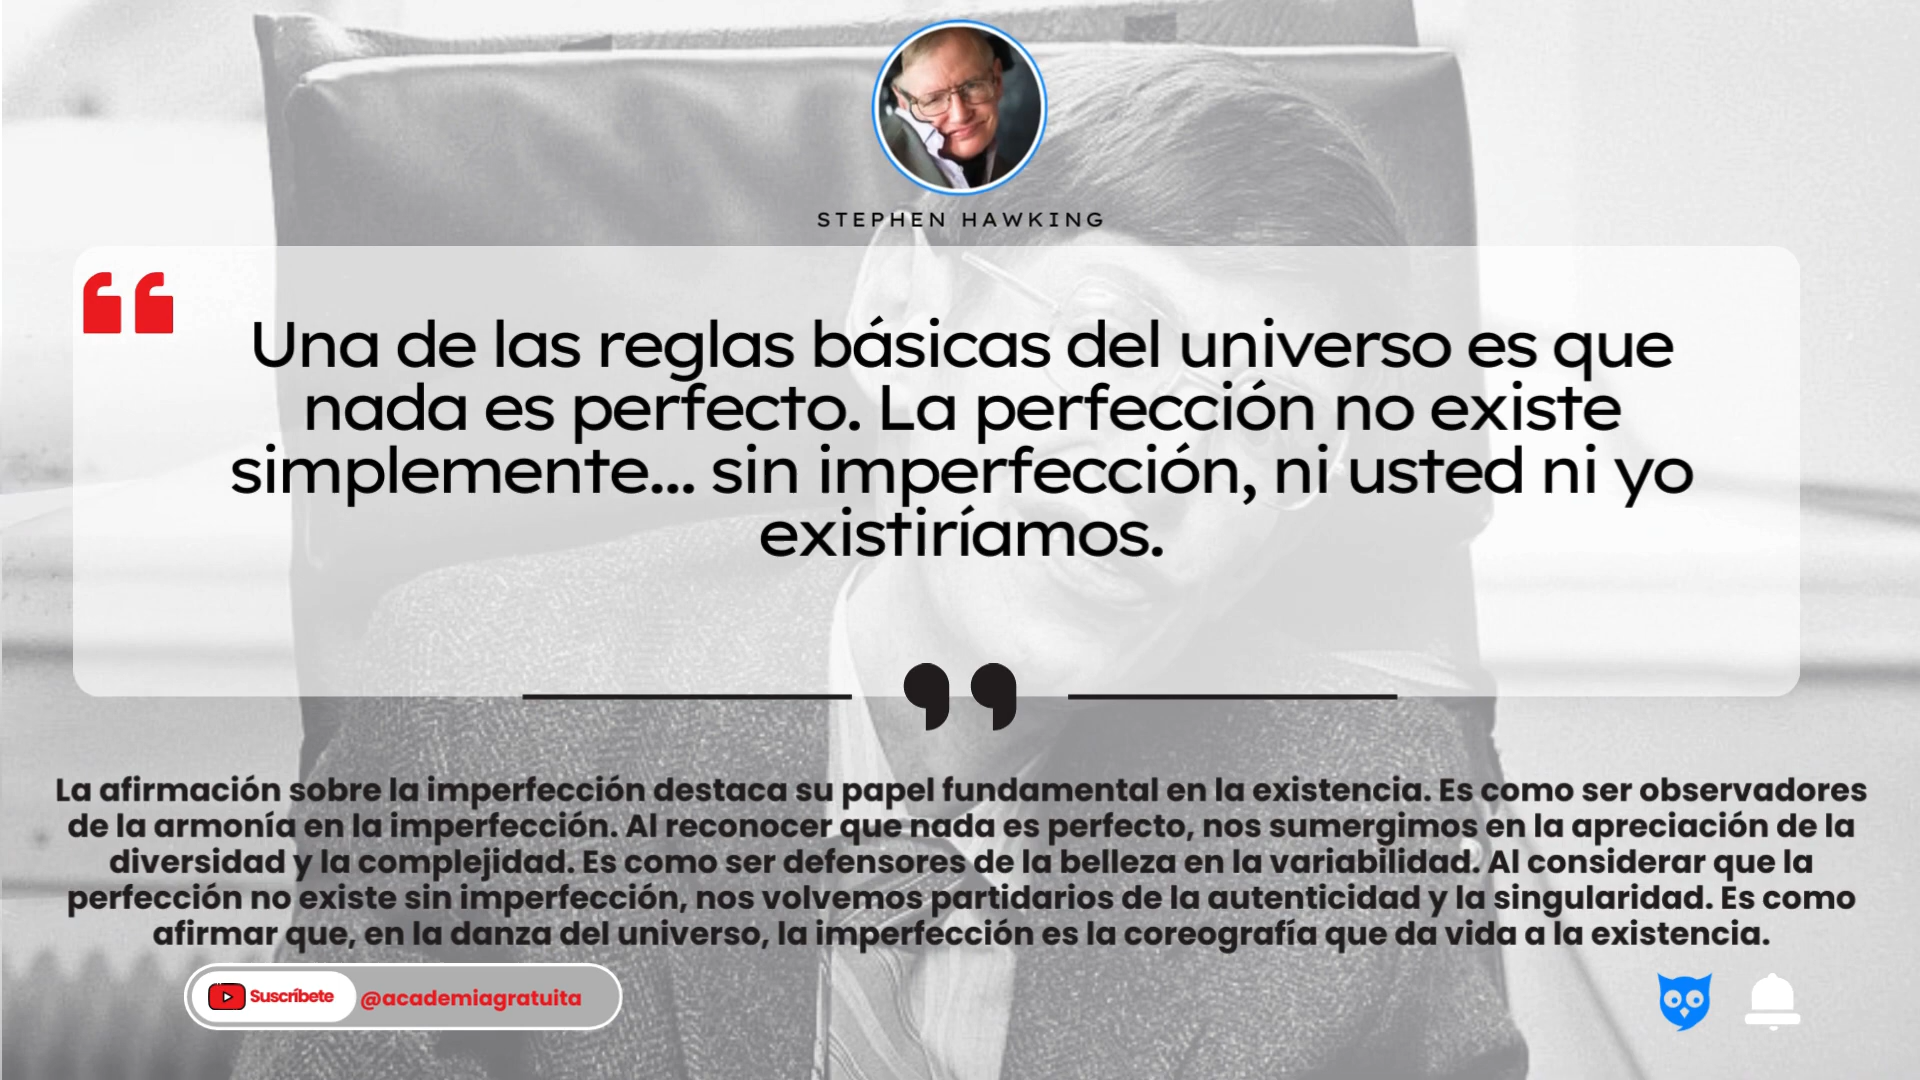 STEPHEN HAWKING
Una de las reglas básicas del universo es que
nada es perfecto. La perfección no existe
simplemente... sin imperfección, ni usted ni yo
existiríamos.
La afirmación sobre la imperfección destaca su papel fundamental en la existencia. Es como ser observadores
de la armonía en la imperfección. Al reconocer que nada es perfecto, nos sumergimos en la apreciación de la
diversidad y la complejidad. Es como ser defensores de la belleza en la variabilidad. Al considerar que la
perfección no existe sin imperfección, nos volvemos partidarios de la autenticidad y la singularidad. Es como
afirmar que, en la danza del universo, la imperfección es la coreografía que da vida a la existencia.
Suscríbete @academiagratuita